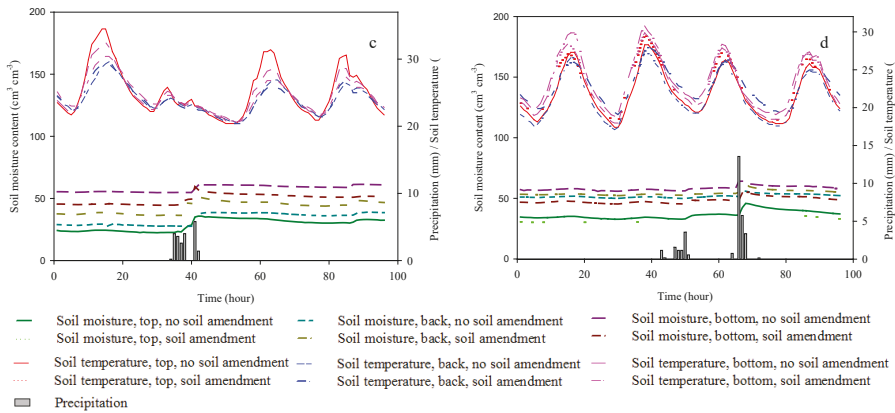 c
200
150
100
50
0
Soil moisture content (cm³ cm⁻³)
0 20 40 60 80 100
Time (hour)
30
20
10
0
Precipitation (mm) / Soil temperature (
d
200
150
100
50
0
Soil moisture content (cm³ cm⁻³)
0 20 40 60 80 100
Time (hour)
30
25
20
15
10
5
0
Precipitation (mm) / Soil temperature (
Soil moisture, top, no soil amendment
Soil moisture, top, soil amendment
Soil temperature, top, no soil amendment
Soil temperature, top, soil amendment
Precipitation
Soil moisture, back, no soil amendment
Soil moisture, back, soil amendment
Soil temperature, back, no soil amendment
Soil temperature, back, soil amendment
Soil moisture, bottom, no soil amendment
Soil moisture, bottom, soil amendment
Soil temperature, bottom, no soil amendment
Soil temperature, bottom, soil amendment